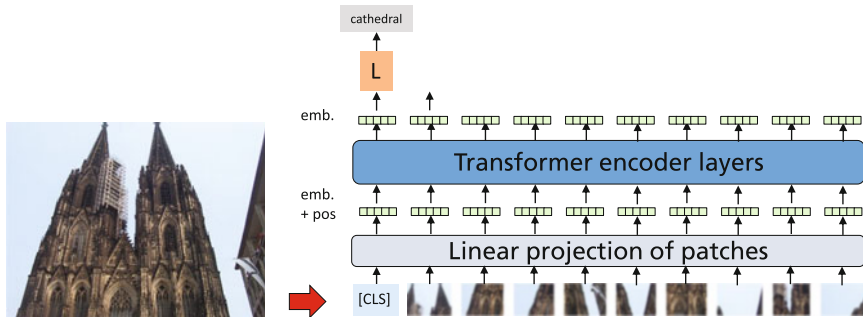 cathedral
L
emb.
Transformer encoder layers
emb.
+ pos
Linear projection of patches
[CLS]